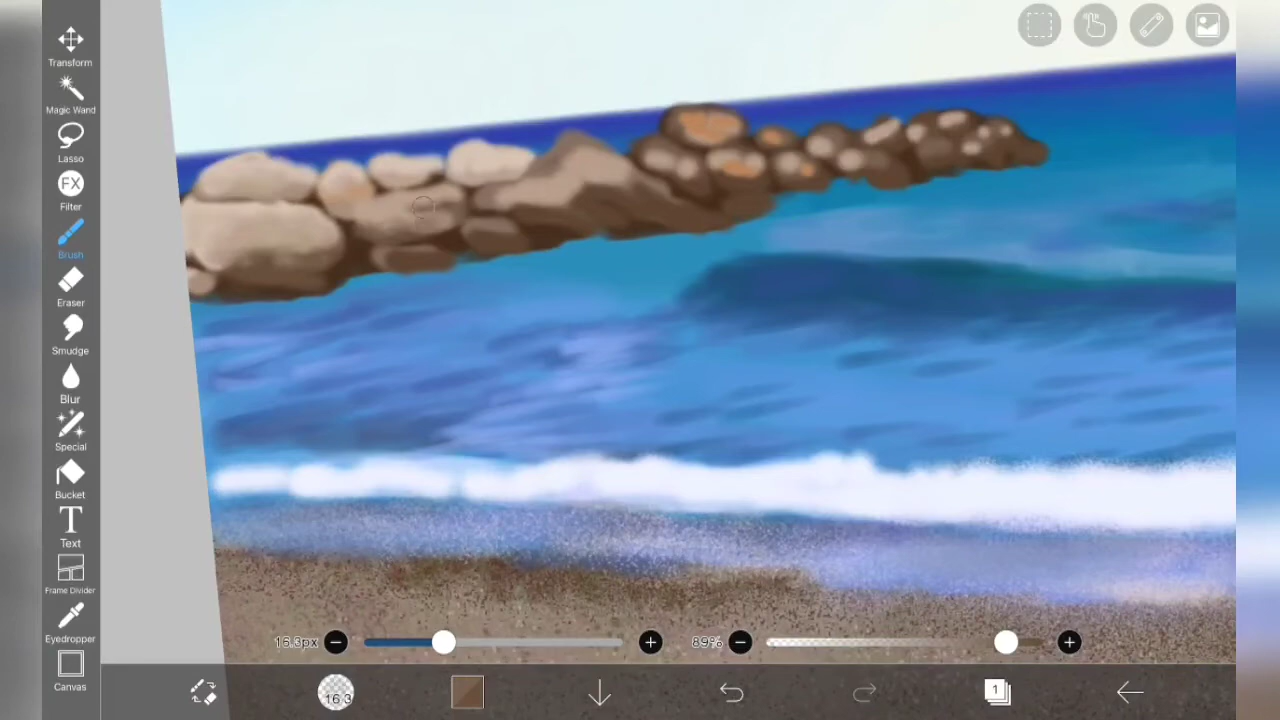 Transform
Magic Wand
Lasso
FX
Filter
Brush
Eraser
Smudge
Blur
Special
Bucket
T
Text
Frame Divider
Eyedropper
Canvas
15.3px
89%
16.3
1